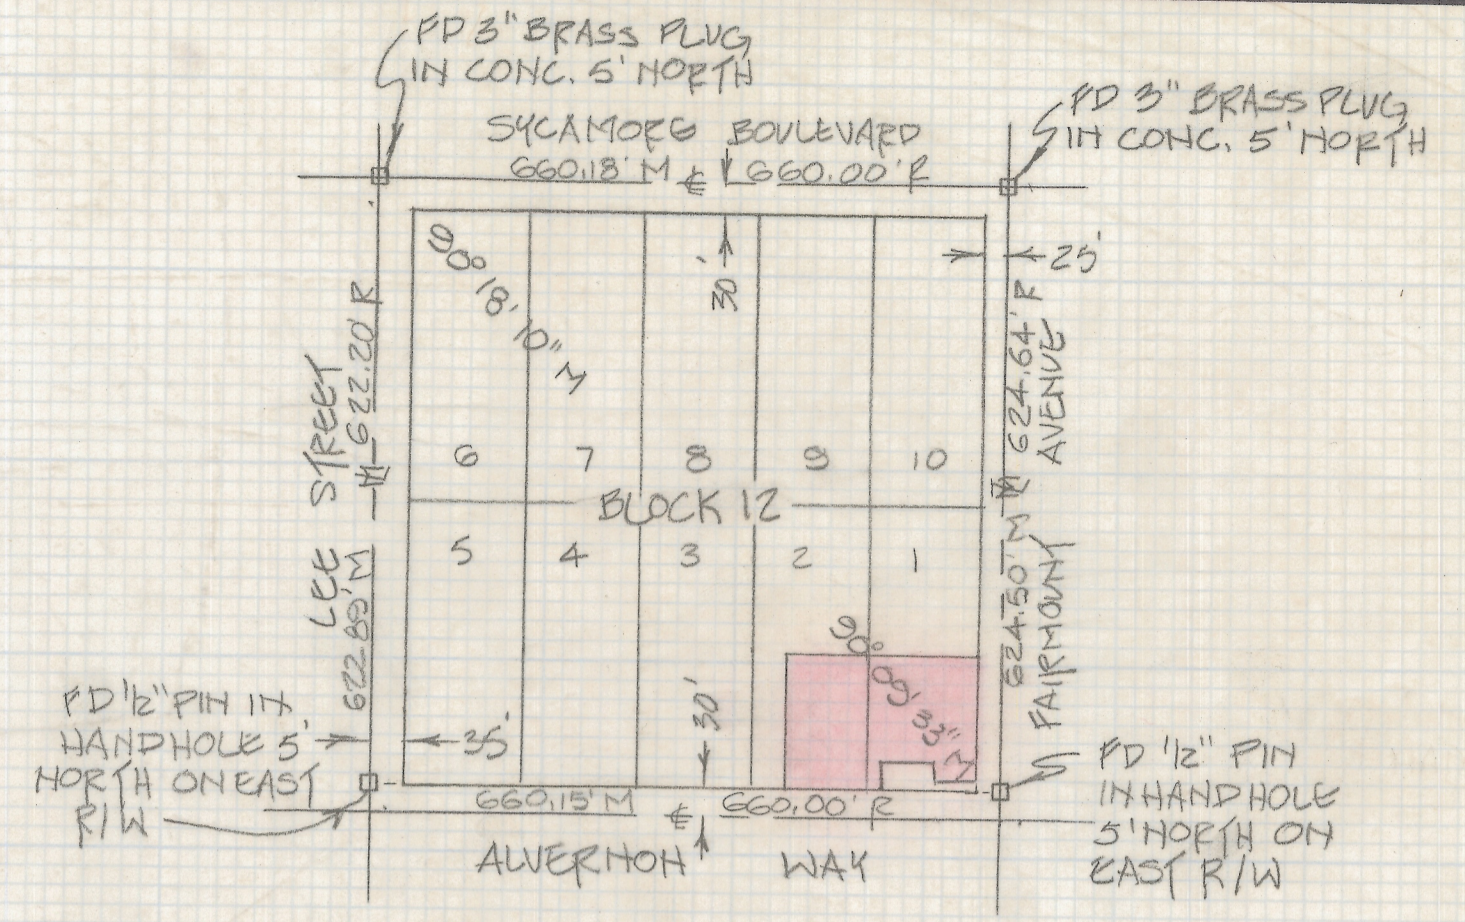 FD 3" BRASS PLUG
IN CONC. 5' NORTH
FD 3" BRASS PLUG
IN CONC. 5' NORTH
SYCAMORE BOULEVARD
660.18' M ℄ 660.00' R
25'
30'
90° 18' 10" M
LEE STREET
622.89' M 622.20' R
624.50' M 624.64' R
FAIRMOUNT AVENUE
6 7 8 9 10
BLOCK 12
5 4 3 2 1
90° 09' 33" M
30'
35'
FD 1/2" PIN IN
HANDHOLE 5'
NORTH ON EAST
R/W
FD 1/2" PIN
IN HANDHOLE
5' NORTH ON
EAST R/W
660.15' M ℄ 660.00' R
ALVERNON WAY